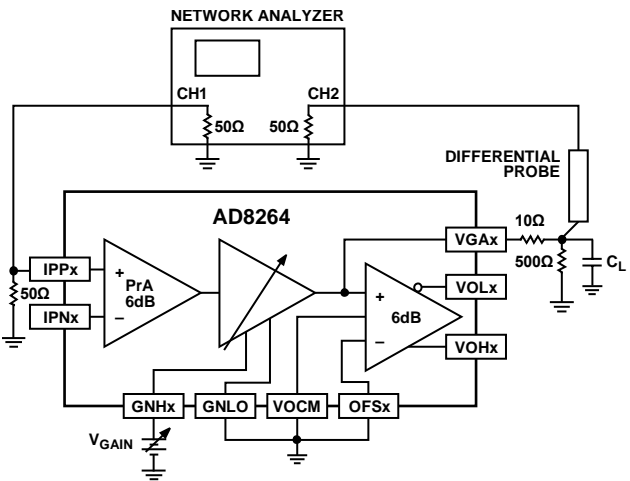 NETWORK ANALYZER
CH1
CH2
50Ω
50Ω
DIFFERENTIAL
PROBE
AD8264
10Ω
VGAx
500Ω
CL
IPPx
+
PrA
6dB
–
50Ω
IPNx
+
6dB
–
VOLx
VOHx
GNHx
GNLO
VOCM
OFSx
VGAIN